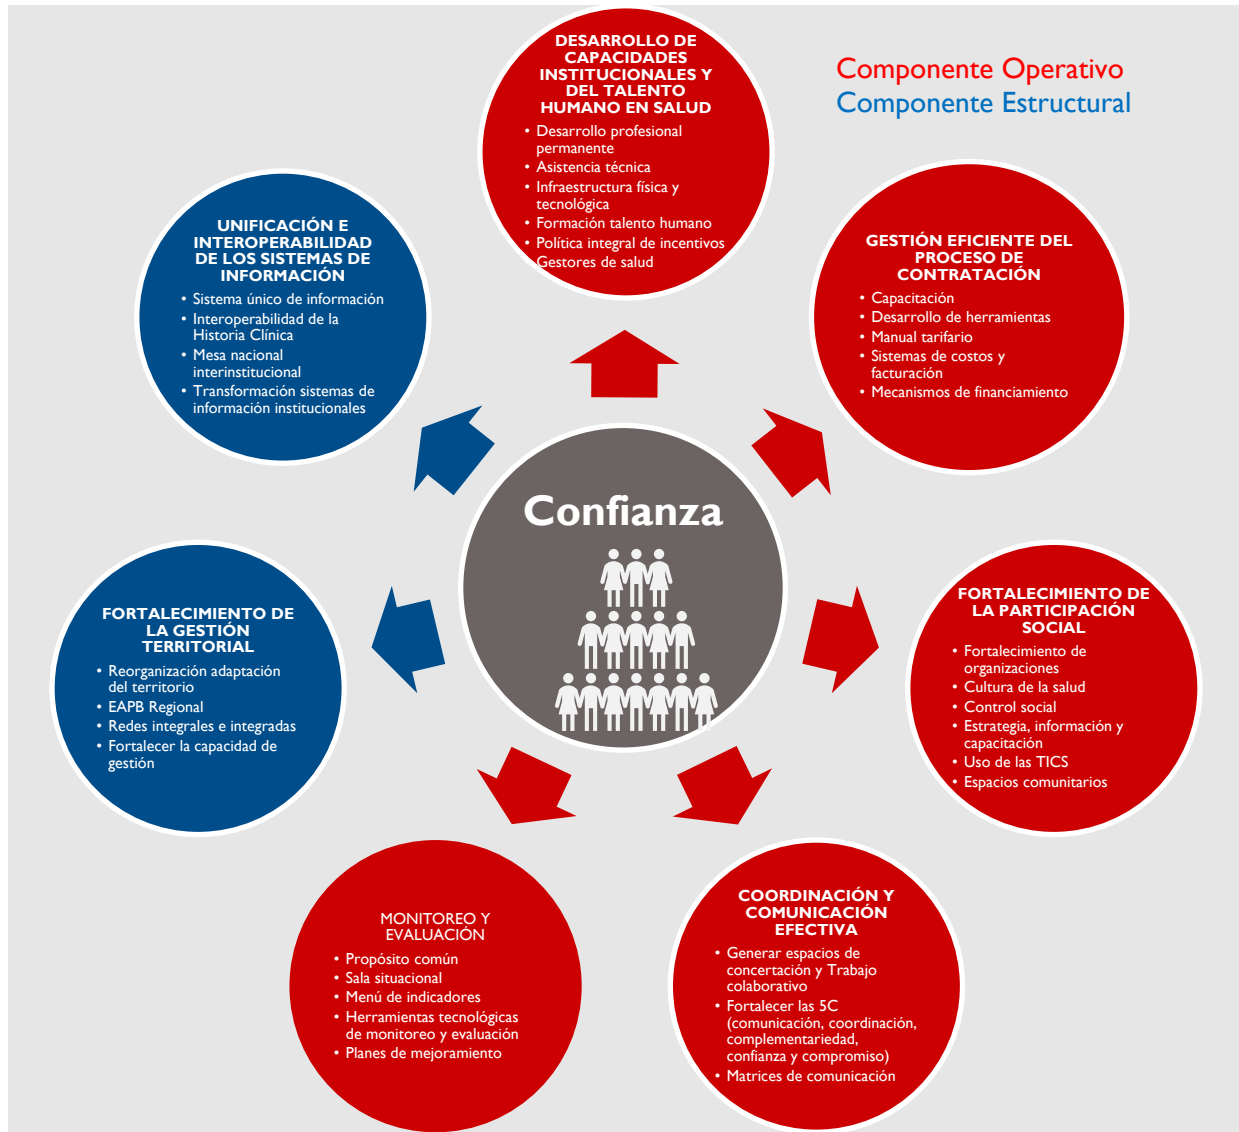 DESARROLLO DE
CAPACIDADES
INSTITUCIONALES Y
DEL TALENTO
HUMANO EN SALUD
• Desarrollo profesional
permanente
• Asistencia técnica
• Infraestructura física y
tecnológica
• Formación talento humano
• Política integral de incentivos
• Gestores de salud
Componente Operativo
Componente Estructural
GESTIÓN EFICIENTE DEL
PROCESO DE
CONTRATACIÓN
• Capacitación
• Desarrollo de herramientas
• Manual tarifario
• Sistemas de costos y
facturación
• Mecanismos de financiamiento
FORTALECIMIENTO DE
LA PARTICIPACIÓN
SOCIAL
• Fortalecimiento de
organizaciones
• Cultura de la salud
• Control social
• Estrategia, información y
capacitación
• Uso de las TICS
• Espacios comunitarios
COORDINACIÓN Y
COMUNICACIÓN
EFECTIVA
• Generar espacios de
concertación y Trabajo
colaborativo
• Fortalecer las 5C
(comunicación, coordinación,
complementariedad,
confianza y compromiso)
• Matrices de comunicación
MONITOREO Y
EVALUACIÓN
• Propósito común
• Sala situacional
• Menú de indicadores
• Herramientas tecnológicas
de monitoreo y evaluación
• Planes de mejoramiento
FORTALECIMIENTO DE
LA GESTIÓN
TERRITORIAL
• Reorganización adaptación
del territorio
• EAPB Regional
• Redes integrales e integradas
• Fortalecer la capacidad de
gestión
UNIFICACIÓN E
INTEROPERABILIDAD
DE LOS SISTEMAS DE
INFORMACIÓN
• Sistema único de información
• Interoperabilidad de la
Historia Clínica
• Mesa nacional
interinstitucional
• Transformación sistemas de
información institucionales
Confianza